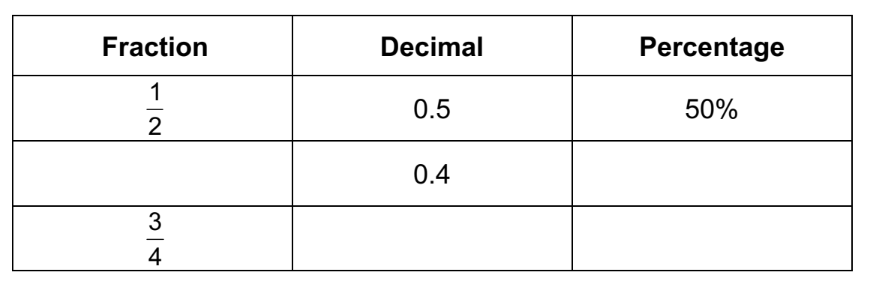 Fraction Decimal Percentage
1/2 0.5 50%
0.4
3/4